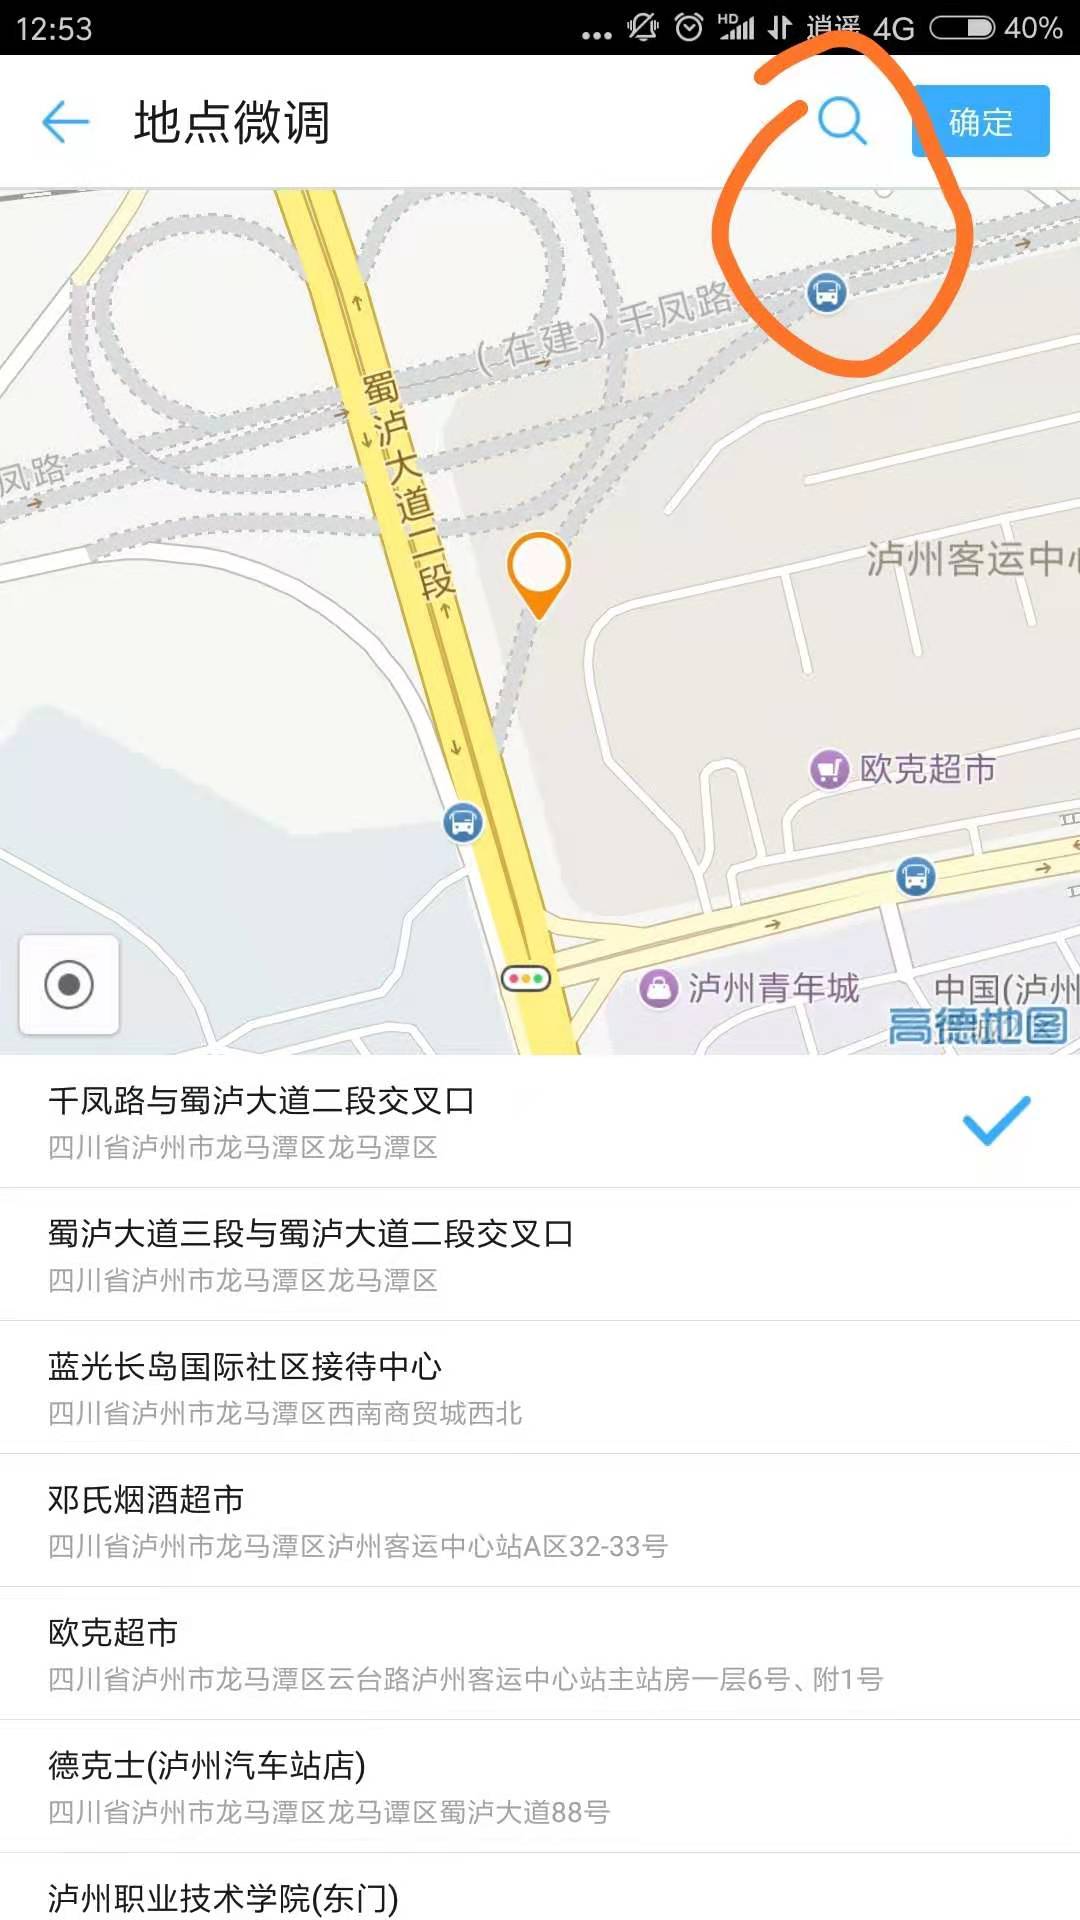 12:53
HD
逍遥 4G 40%
地点微调
确定
(在建)千凤路
蜀泸大道二段
凤路
泸州客运中心
欧克超市
泸州青年城
中国(泸州
高德地图
千凤路与蜀泸大道二段交叉口
四川省泸州市龙马潭区龙马潭区
蜀泸大道三段与蜀泸大道二段交叉口
四川省泸州市龙马潭区龙马潭区
蓝光长岛国际社区接待中心
四川省泸州市龙马潭区西南商贸城西北
邓氏烟酒超市
四川省泸州市龙马潭区泸州客运中心站A区32-33号
欧克超市
四川省泸州市龙马潭区云台路泸州客运中心站主站房一层6号、附1号
德克士(泸州汽车站店)
四川省泸州市龙马潭区龙马谭区蜀泸大道88号
泸州职业技术学院(东门)